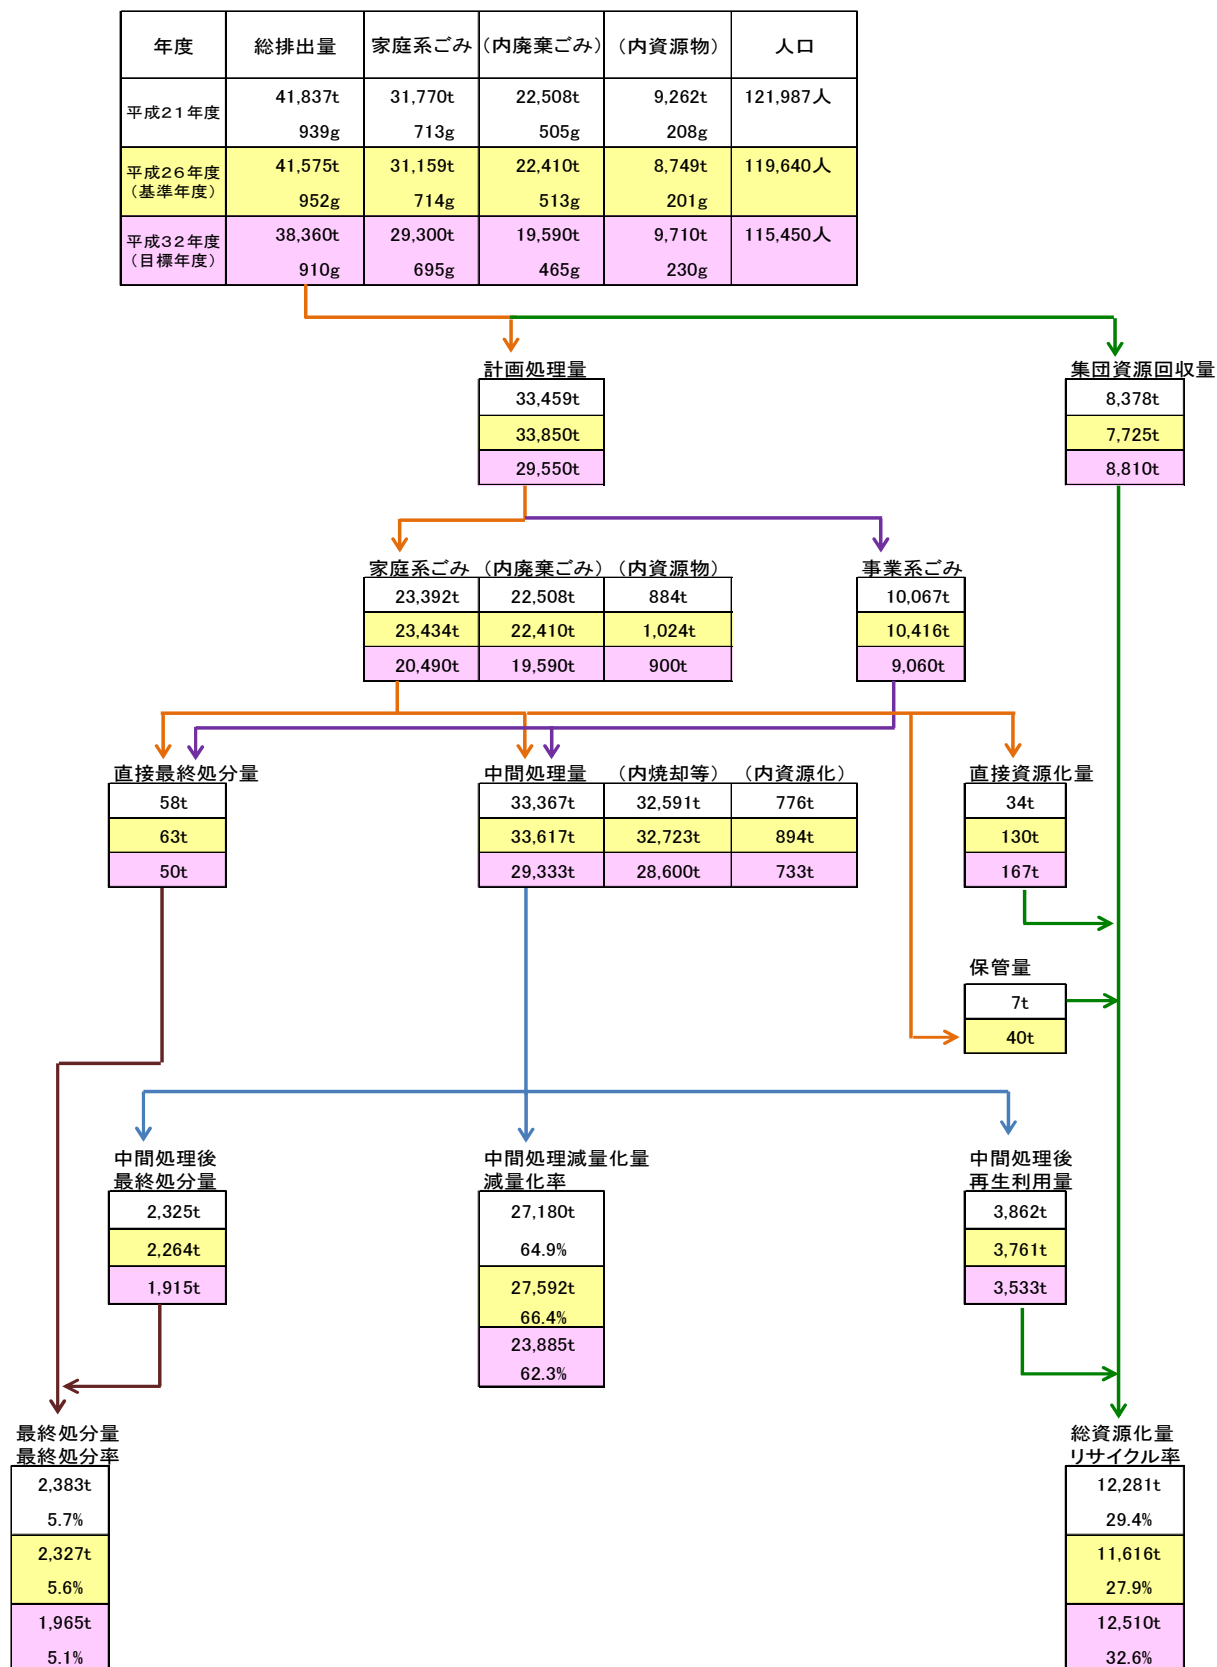 年度 総排出量 家庭系ごみ (内廃棄ごみ) (内資源物) 人口
平成21年度 41,837t 31,770t 22,508t 9,262t 121,987人
939g 713g 505g 208g
平成26年度 41,575t 31,159t 22,410t 8,749t 119,640人
(基準年度) 952g 714g 513g 201g
平成32年度 38,360t 29,300t 19,590t 9,710t 115,450人
(目標年度) 910g 695g 465g 230g
計画処理量 集団資源回収量
33,459t 8,378t
33,850t 7,725t
29,550t 8,810t
家庭系ごみ (内廃棄ごみ) (内資源物) 事業系ごみ
23,392t 22,508t 884t 10,067t
23,434t 22,410t 1,024t 10,416t
20,490t 19,590t 900t 9,060t
直接最終処分量 中間処理量 (内焼却等) (内資源化) 直接資源化量
58t 33,367t 32,591t 776t 34t
63t 33,617t 32,723t 894t 130t
50t 29,333t 28,600t 733t 167t
保管量
7t
40t
中間処理後 中間処理減量化量 中間処理後
最終処分量 減量化率 再生利用量
2,325t 27,180t 3,862t
2,264t 64.9% 3,761t
1,915t 27,592t 3,533t
66.4%
23,885t
62.3%
最終処分量 総資源化量
最終処分率 リサイクル率
2,383t 12,281t
5.7% 29.4%
2,327t 11,616t
5.6% 27.9%
1,965t 12,510t
5.1% 32.6%